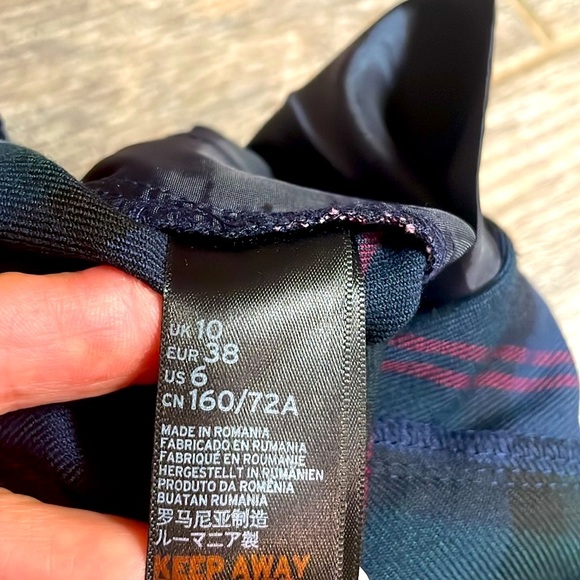 UK 10
EUR 38
US 6
CN 160/72A
MADE IN ROMANIA
FABRICADO EN RUMANIA
FABRIQUÉ EN ROUMANIE
HERGESTELLT IN RUMÄNIEN
PRODUTO DA ROMÉNIA
BUATAN RUMANIA
罗马尼亚制造
ルーマニア製
KEEP AWAY